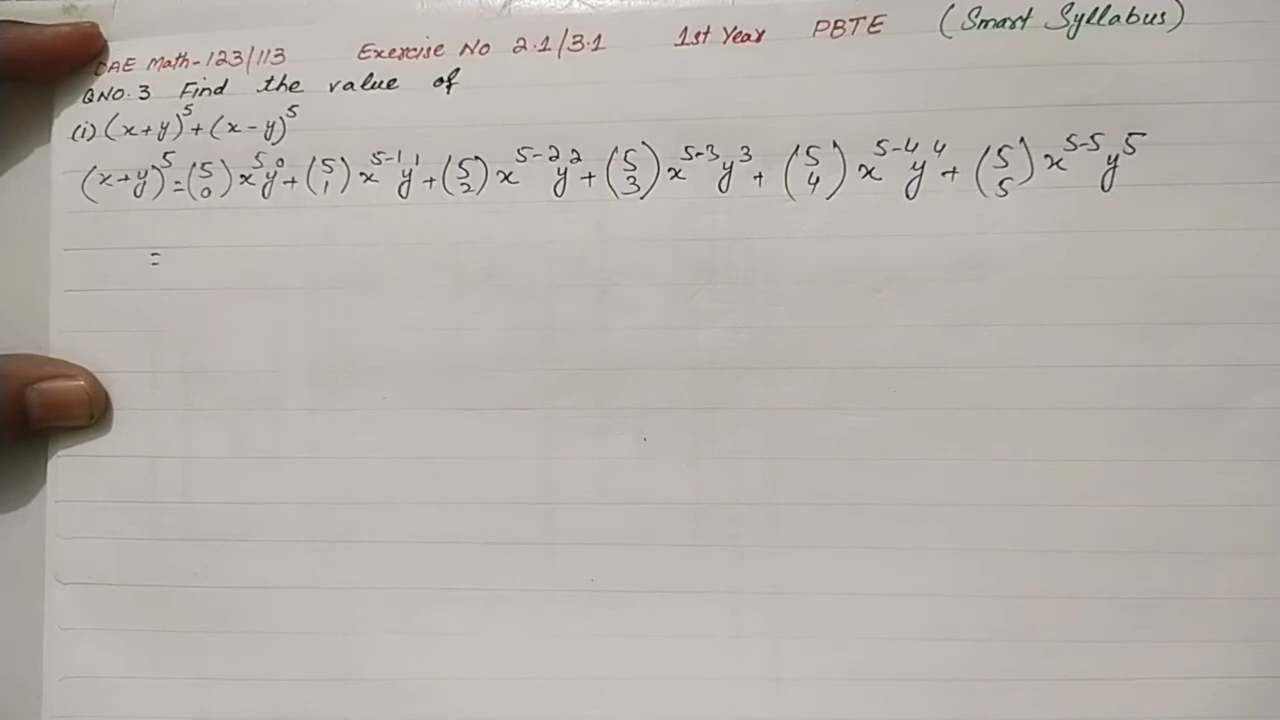 DAE Math-123/113 Exercise No 2.1/3.1 1st Year PBTE (Smart Syllabus)
QNO.3 Find the value of
(i) (x+y)^5 + (x-y)^5
(x+y)^5 = (5 0) x^5 y^0 + (5 1) x^{5-1} y^1 + (5 2) x^{5-2} y^2 + (5 3) x^{5-3} y^3 + (5 4) x^{5-4} y^4 + (5 5) x^{5-5} y^5
=